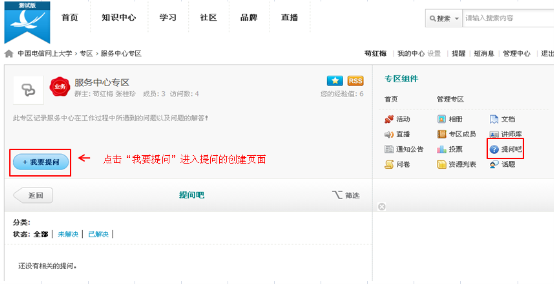 测试版
首页 知识中心 学习 社区 品牌 直播
搜索 请输入搜索内容
中国电信网上大学 > 专区 > 服务中心专区
苟红梅 | 我的中心 设置 | 提醒 | 短消息 | 管理中心 | 退出
业务
服务中心专区
RSS
群主: 苟红梅 成员: 3 访问数: 4
您的经验值: 6
此专区记录服务中心在工作过程中所遇到的问题以及问题的解答!
+ 我要提问
点击“我要提问”进入提问的创建页面
返回
提问吧
筛选
分类:
状态: 全部 | 未解决 | 已解决 |
还没有相关的提问。
专区组件
首页 管理专区
活动 相册 文档
直播 专区成员 讲师库
通知公告 投票 提问吧
问卷 资源列表 话题